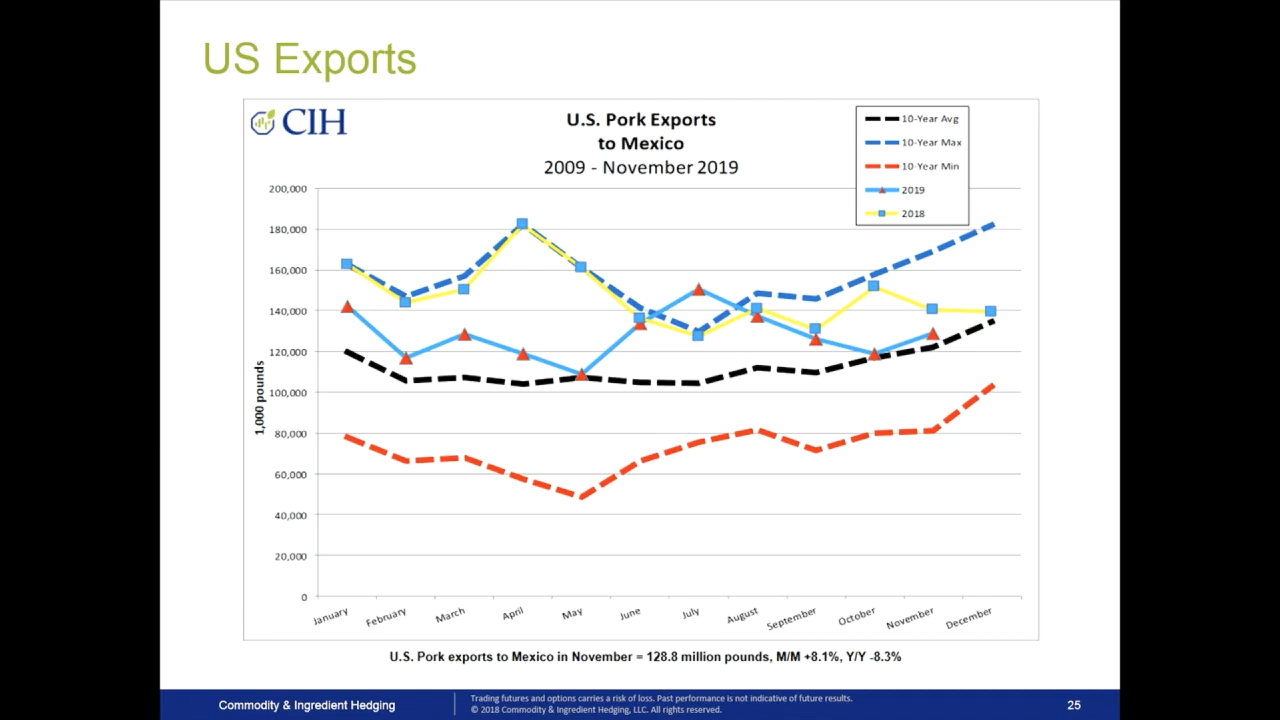 US Exports
CIH
U.S. Pork Exports
to Mexico
2009 - November 2019
10-Year Avg
10-Year Max
10-Year Min
2019
2018
1,000 pounds
200,000
180,000
160,000
140,000
120,000
100,000
80,000
60,000
40,000
20,000
0
January
February
March
April
May
June
July
August
September
October
November
December
U.S. Pork exports to Mexico in November = 128.8 million pounds, M/M +8.1%, Y/Y -8.3%
Commodity & Ingredient Hedging
Trading futures and options carries a risk of loss. Past performance is not indicative of future results.
© 2018 Commodity & Ingredient Hedging, LLC. All rights reserved.
25